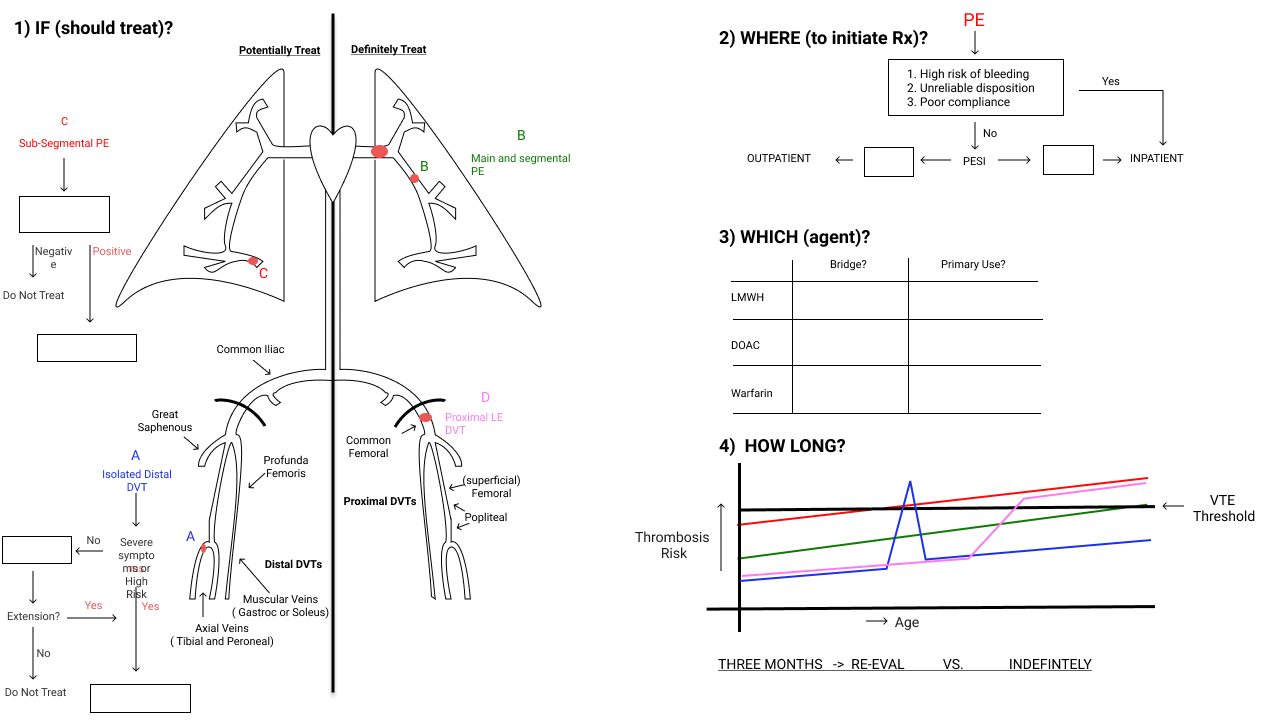 1) IF (should treat)?
Potentially Treat
Definitely Treat
C
Sub-Segmental PE
Negativ
e
Positive
Do Not Treat
B
Main and segmental
PE
B
C
Common Iliac
Great
Saphenous
A
Isolated Distal
DVT
Profunda
Femoris
Common
Femoral
D
Proximal LE
DVT
(superficial)
Femoral
Popliteal
Proximal DVTs
A
No
Severe
sympto
ms or
High
Risk
Yes
Yes
Extension?
No
Do Not Treat
Distal DVTs
Muscular Veins
( Gastroc or Soleus)
Axial Veins
( Tibial and Peroneal)
2) WHERE (to initiate Rx)?
PE
1. High risk of bleeding
2. Unreliable disposition
3. Poor compliance
Yes
No
OUTPATIENT
PESI
INPATIENT
3) WHICH (agent)?
Bridge?
Primary Use?
LMWH
DOAC
Warfarin
4) HOW LONG?
Thrombosis
Risk
VTE
Threshold
Age
THREE MONTHS -> RE-EVAL VS. INDEFINTELY